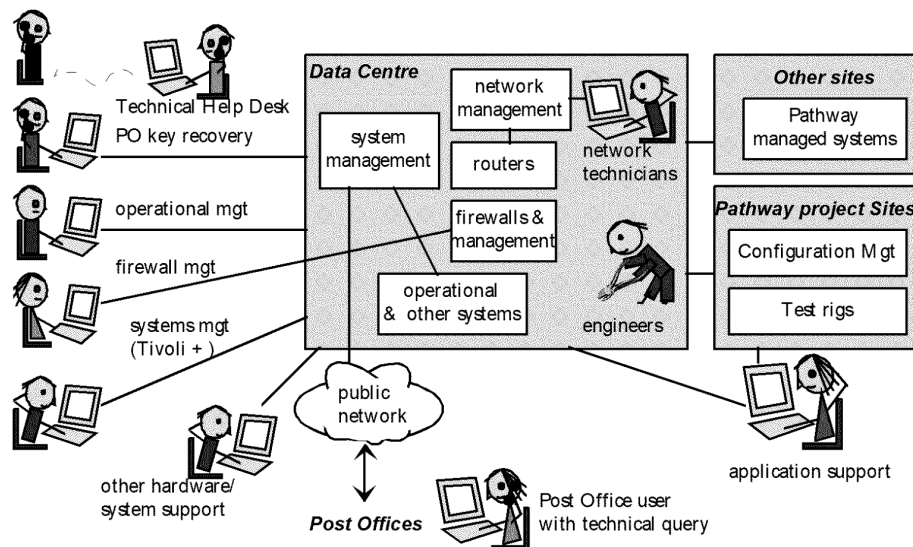 Data Centre
network
management
system
management
routers
network
technicians
firewalls &
management
operational
& other systems
engineers
Other sites
Pathway
managed systems
Pathway project Sites
Configuration Mgt
Test rigs
Technical Help Desk
PO key recovery
operational mgt
firewall mgt
systems mgt
(Tivoli + )
public
network
other hardware/
system support
Post Offices
Post Office user
with technical query
application support